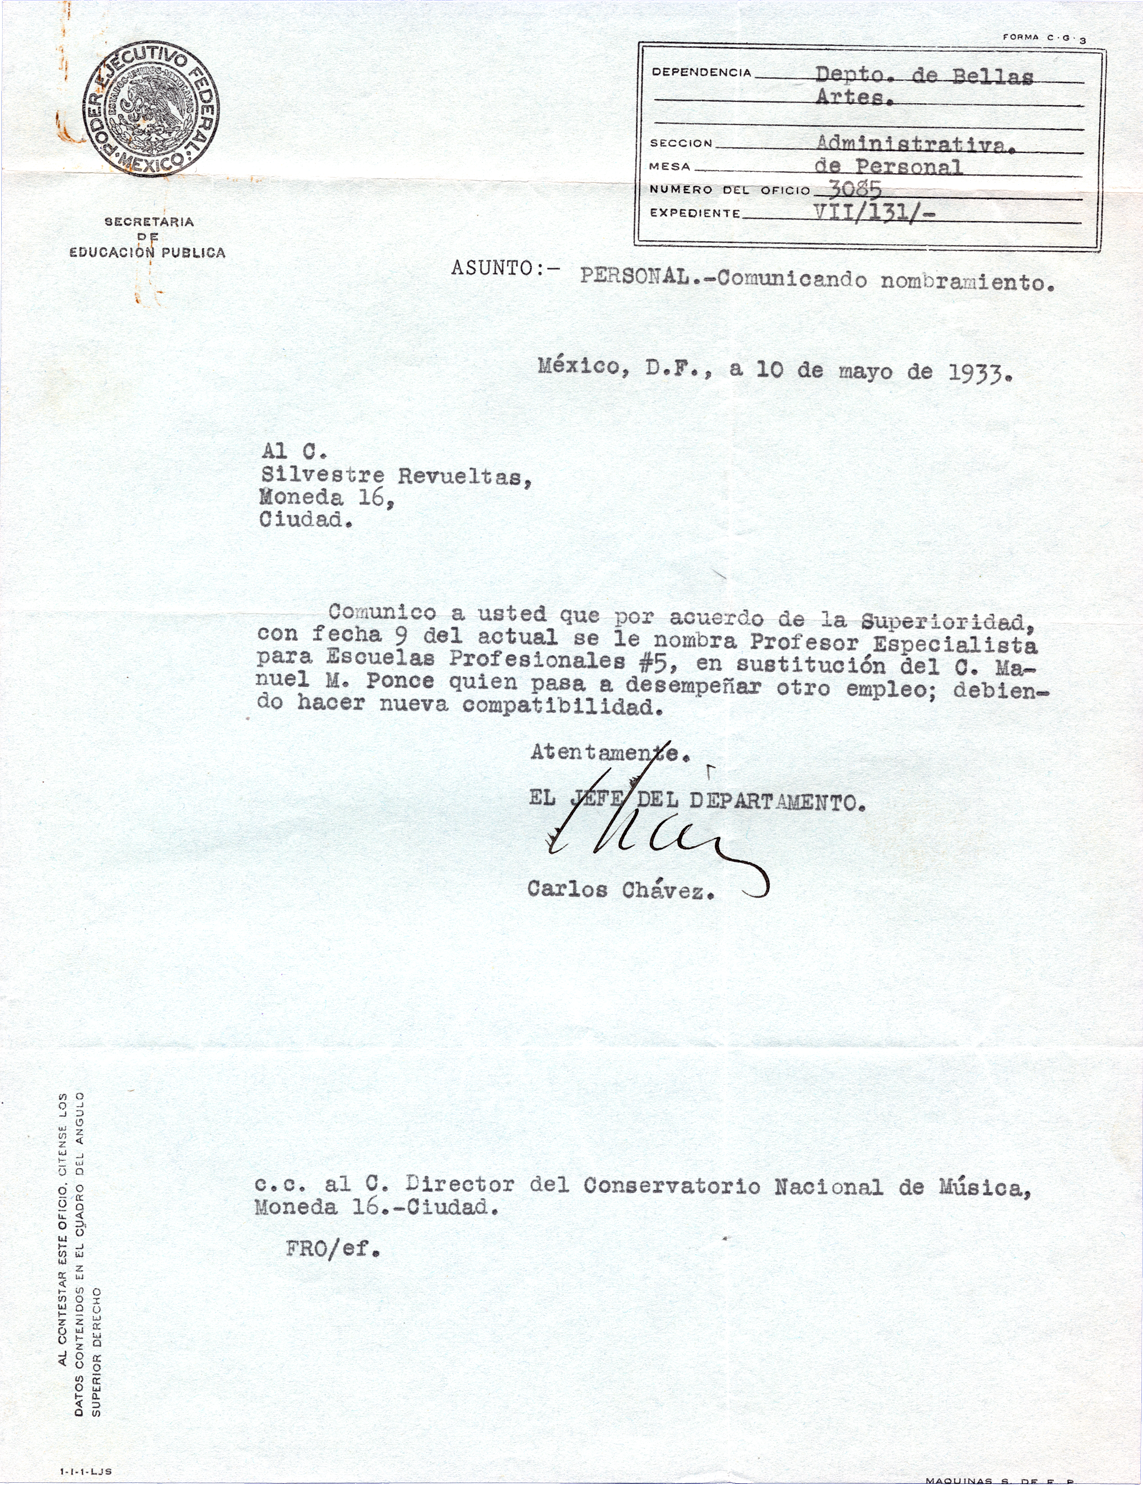 FORMA C-G-3
PODER EJECUTIVO FEDERAL
MEXICO
ESTADOS UNIDOS MEXICANOS
SECRETARIA
DE
EDUCACION PUBLICA
DEPENDENCIA Depto. de Bellas
Artes.
SECCION Administrativa.
MESA de Personal
NUMERO DEL OFICIO 3085
EXPEDIENTE VII/131/-
ASUNTO:- PERSONAL.-Comunicando nombramiento.
México, D.F., a 10 de mayo de 1933.
Al C.
Silvestre Revueltas,
Moneda 16,
Ciudad.
Comunico a usted que por acuerdo de la Superioridad,
con fecha 9 del actual se le nombra Profesor Especialista
para Escuelas Profesionales #5, en sustitución del C. Ma-
nuel M. Ponce quien pasa a desempeñar otro empleo; debien-
do hacer nueva compatibilidad.
Atentamente.
EL JEFE DEL DEPARTAMENTO.
Carlos Chávez.
c.c. al C. Director del Conservatorio Nacional de Música,
Moneda 16.-Ciudad.
FRO/ef.
AL CONTESTAR ESTE OFICIO, CITENSE LOS
DATOS CONTENIDOS EN EL CUADRO DEL ANGULO
SUPERIOR DERECHO
1-I-1-LJS
MAQUINAS S. DE E. P.